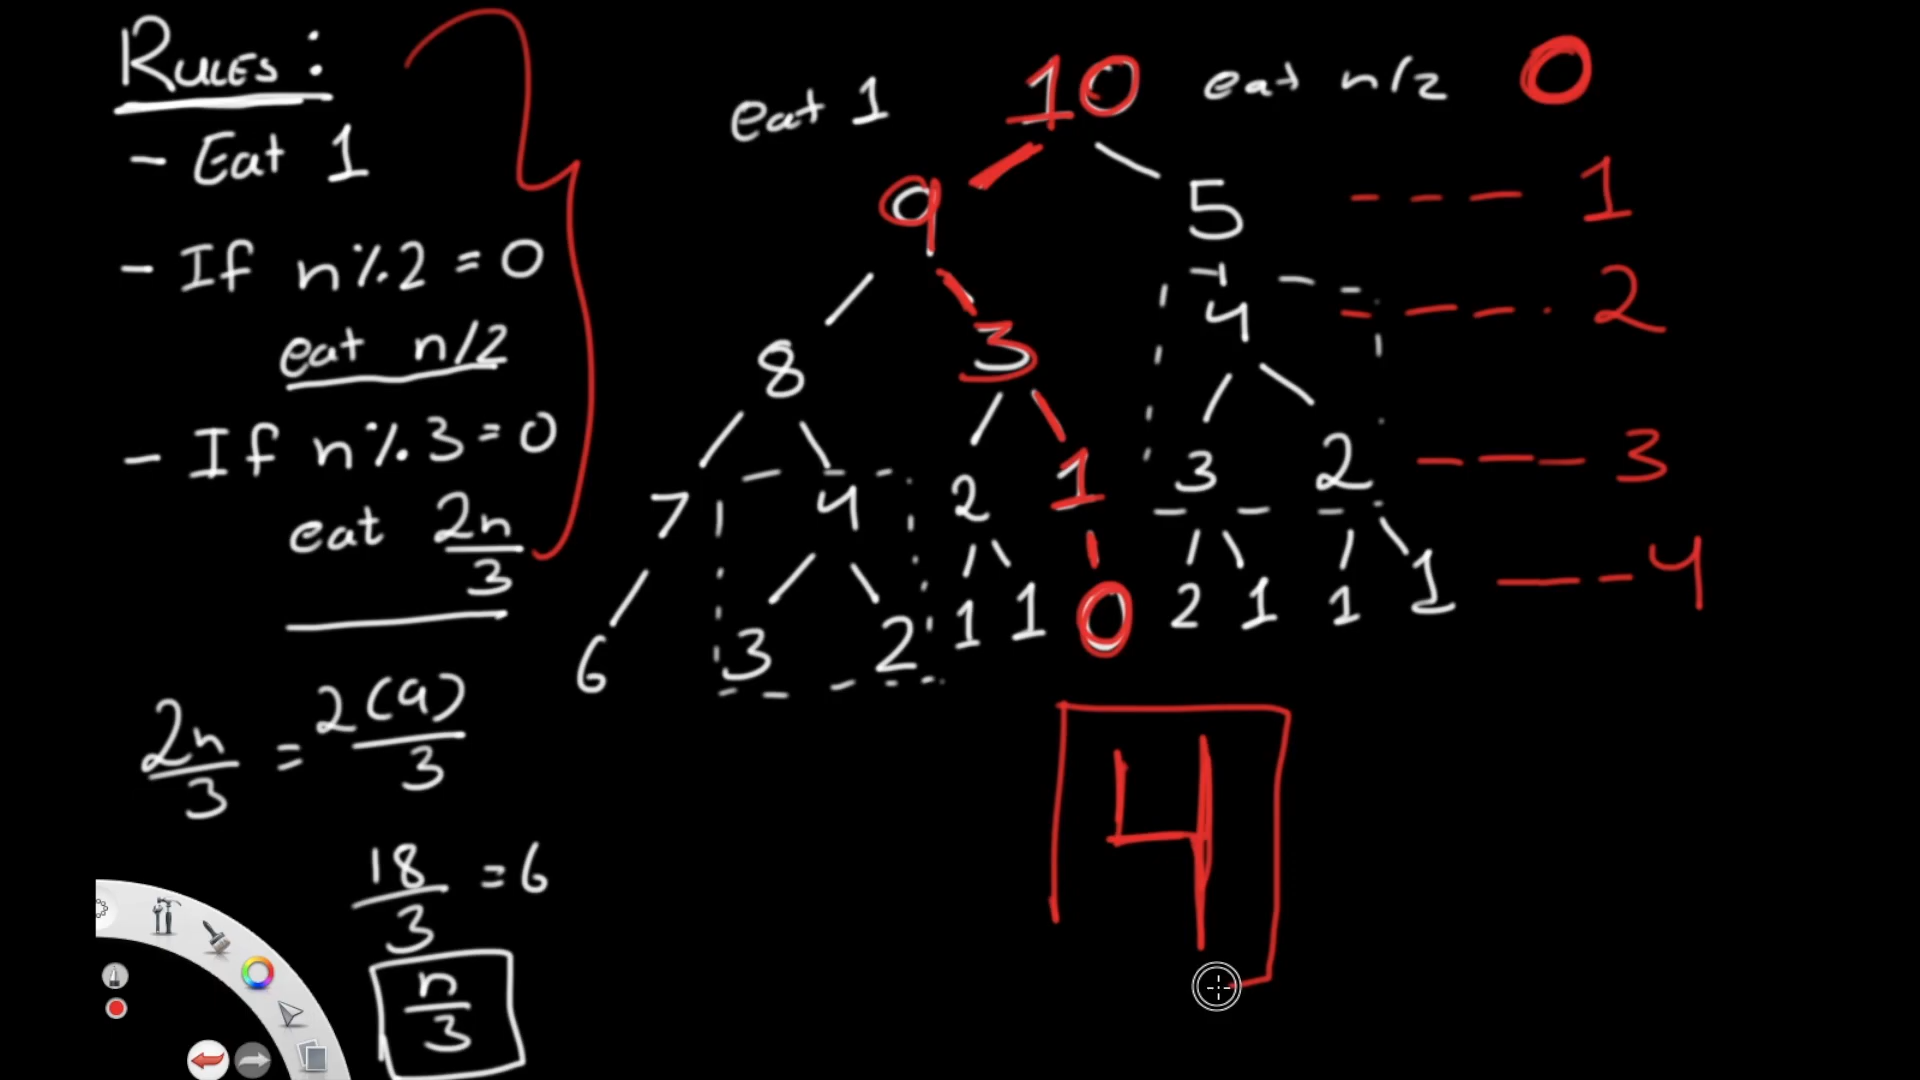 RULES:
- Eat 1
- If n%2=0
eat n/2
- If n%3=0
eat 2n/3
2n/3 = 2(9)/3
18/3 = 6
n/3
eat 1 10 eat n/2 0
9 5 ---- 1
8 3 4 ---- 2
7 4 2 1 3 2 ---- 3
6 3 2 1 1 0 2 1 1 1 ---- 4
4